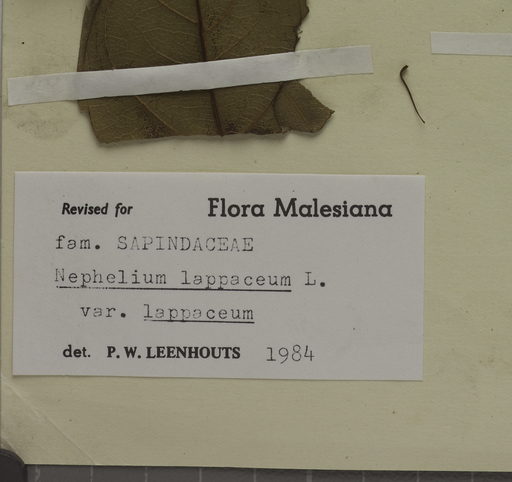 Revised for Flora Malesiana
fam. SAPINDACEAE
Nephelium lappaceum L.
var. lappaceum
det. P. W. LEENHOUTS 1984